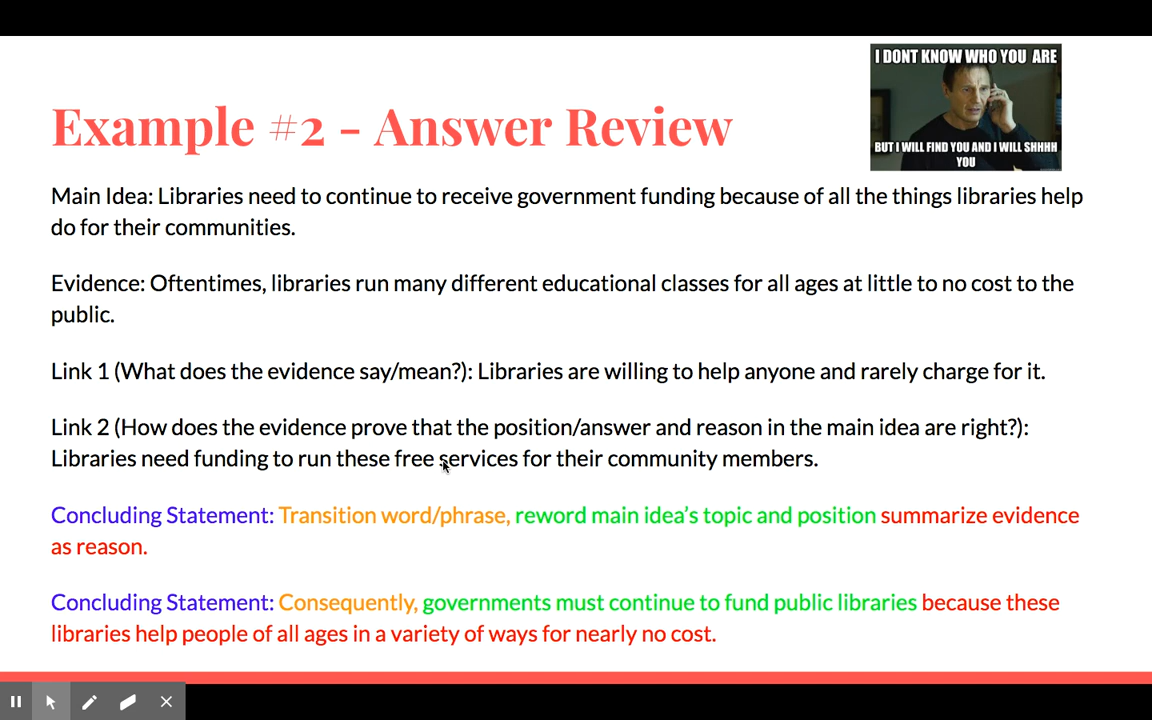 I DONT KNOW WHO YOU ARE
BUT I WILL FIND YOU AND I WILL SHHHH
YOU
Example #2 - Answer Review
Main Idea: Libraries need to continue to receive government funding because of all the things libraries help
do for their communities.
Evidence: Oftentimes, libraries run many different educational classes for all ages at little to no cost to the
public.
Link 1 (What does the evidence say/mean?): Libraries are willing to help anyone and rarely charge for it.
Link 2 (How does the evidence prove that the position/answer and reason in the main idea are right?):
Libraries need funding to run these free services for their community members.
Concluding Statement: Transition word/phrase, reword main idea’s topic and position summarize evidence
as reason.
Concluding Statement: Consequently, governments must continue to fund public libraries because these
libraries help people of all ages in a variety of ways for nearly no cost.